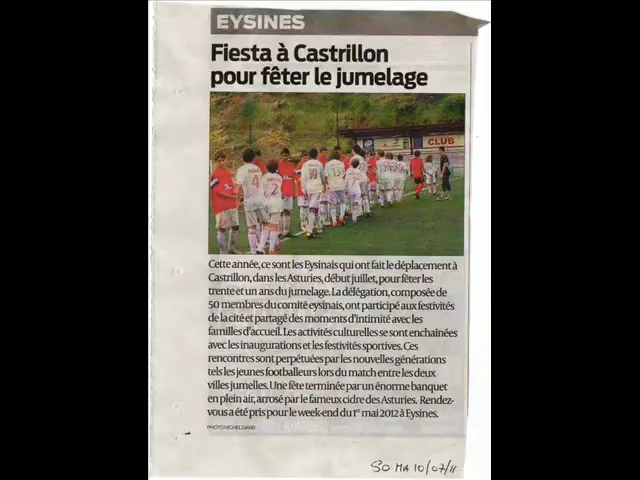 EYSINES
Fiesta à Castrillon
pour fêter le jumelage
CLUB
Cette année, ce sont les Eysinais qui ont fait le déplacement à
Castrillon, dans les Asturies, début juillet, pour fêter les
trente et un ans du jumelage. La délégation, composée de
50 membres du comité eysinais, ont participé aux festivités
de la cité et partagé des moments d'intimité avec les
familles d'accueil. Les activités culturelles se sont enchaînées
avec les inaugurations et les festivités sportives. Ces
rencontres sont perpétuées par les nouvelles générations
tels les jeunes footballeurs lors du match entre les deux
villes jumelles. Une fête terminée par un énorme banquet
en plein air, arrosé par le fameux cidre des Asturies. Rendez-
vous a été pris pour le week-end du 1er mai 2012 à Eysines.
PHOTO MICHEL DAVID
SO MA 10/07/11